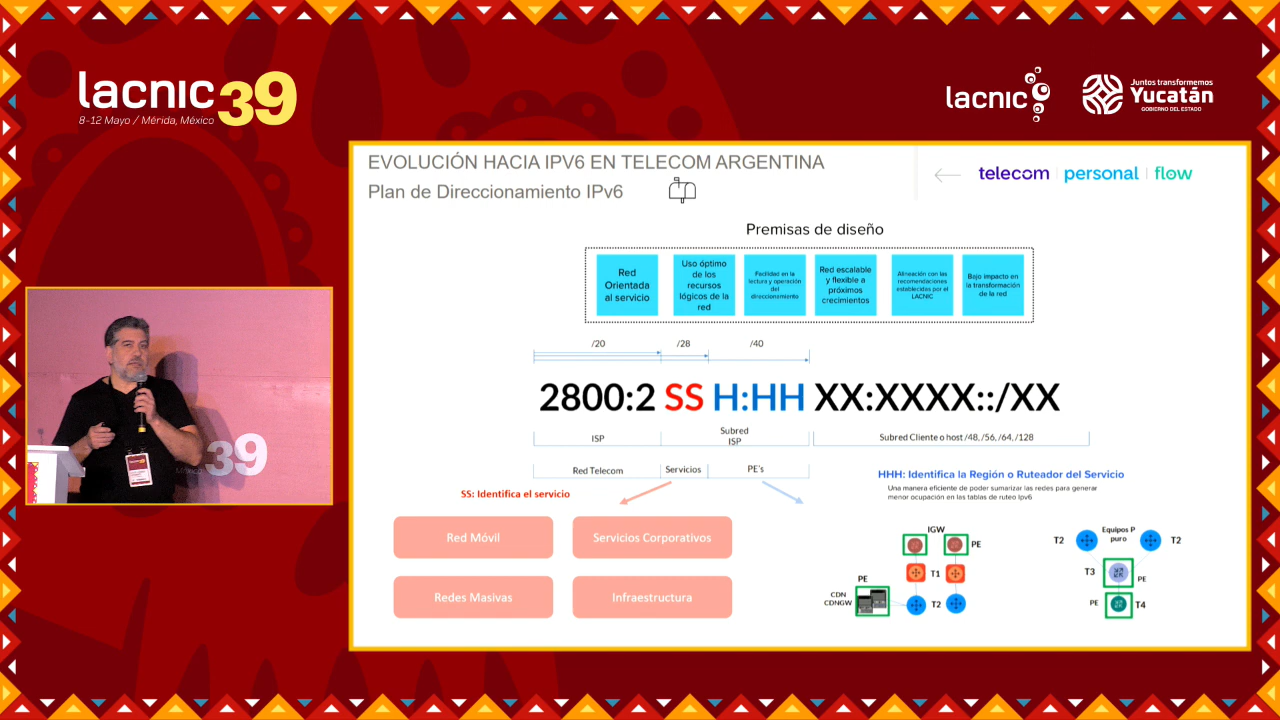 lacnic 39
8-12 Mayo / Mérida, México
lacnic
Juntos transformemos
Yucatán
GOBIERNO DEL ESTADO
EVOLUCIÓN HACIA IPV6 EN TELECOM ARGENTINA
Plan de Direccionamiento IPv6
telecom personal flow
Premisas de diseño
Red
Orientada
al servicio
Uso óptimo
de los
recursos
lógicos de la
red
Facilidad en la
lectura y operación
del
direccionamiento
Red escalable
y flexible a
próximos
crecimientos
Alineación con las
recomendaciones
establecidas por el
LACNIC
Bajo impacto en
la transformación
de la red
/20 /28 /40
2800:2 SS H:HH XX:XXXX::/XX
ISP
Subred
ISP
Subred Cliente o host /48, /56, /64, /128
Red Telecom
Servicios
PE's
SS: Identifica el servicio
Red Móvil
Servicios Corporativos
Redes Masivas
Infraestructura
HHH: Identifica la Región o Ruteador del Servicio
Una manera eficiente de poder sumarizar las redes para generar
menor ocupación en las tablas de ruteo Ipv6
IGW
PE
T1
PE
CDN
CDNGW
T2
Equipos P
puro
T2
T2
T3
PE
PE
T4
México
39